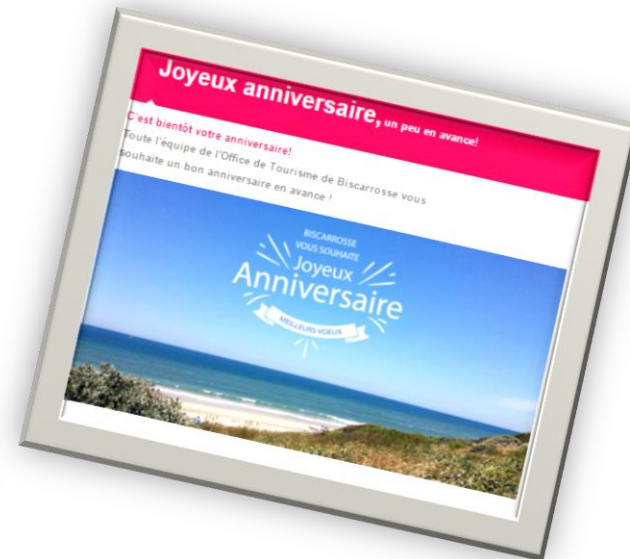 Joyeux anniversaire, un peu en avance!
C'est bientôt votre anniversaire!
Toute l'équipe de l'Office de Tourisme de Biscarrosse vous
souhaite un bon anniversaire en avance !
BISCARROSSE
VOUS SOUHAITE
Joyeux
Anniversaire
MEILLEURS VOEUX